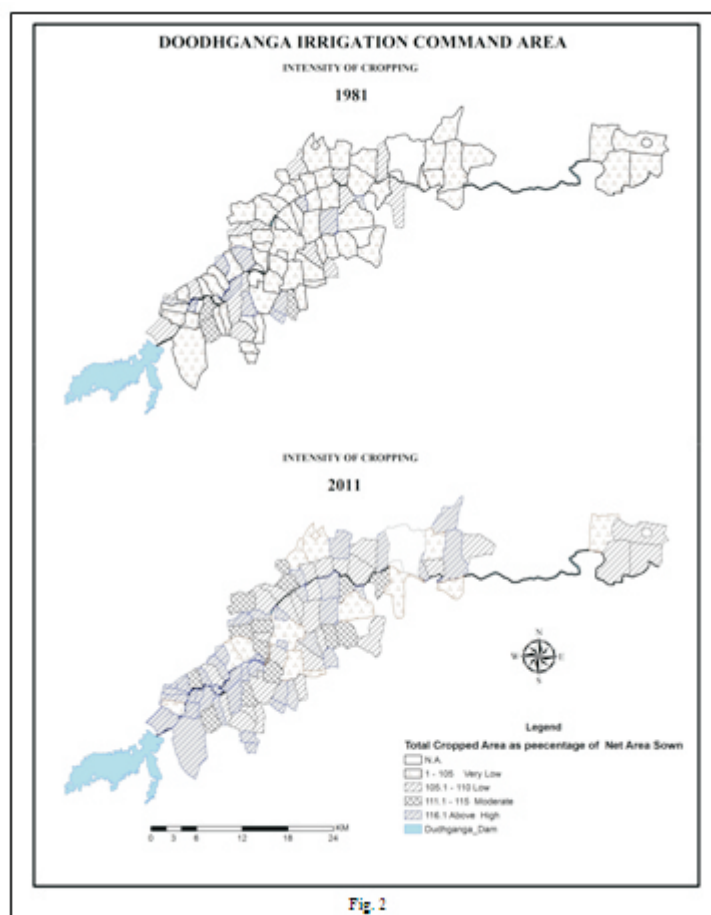 DOODHGANGA IRRIGATION COMMAND AREA
INTENSITY OF CROPPING
1981
INTENSITY OF CROPPING
2011
N
W E
S
Legend
Total Cropped Area as peecentage of Net Area Sown
N.A.
1 - 105 Very Low
105.1 - 110 Low
111.1 - 115 Moderate
116.1 Above High
Dudhganga_Dam
KM
0 3 6 12 18 24
Fig. 2